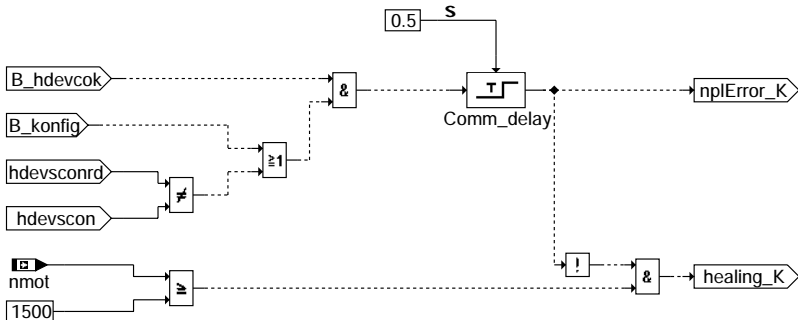 0.5
S
B_hdevcok
&
T
nplError_K
Comm_delay
B_konfig
≧1
hdevsconrd
≠
hdevscon
!
&
healing_K
nmot
≧
1500